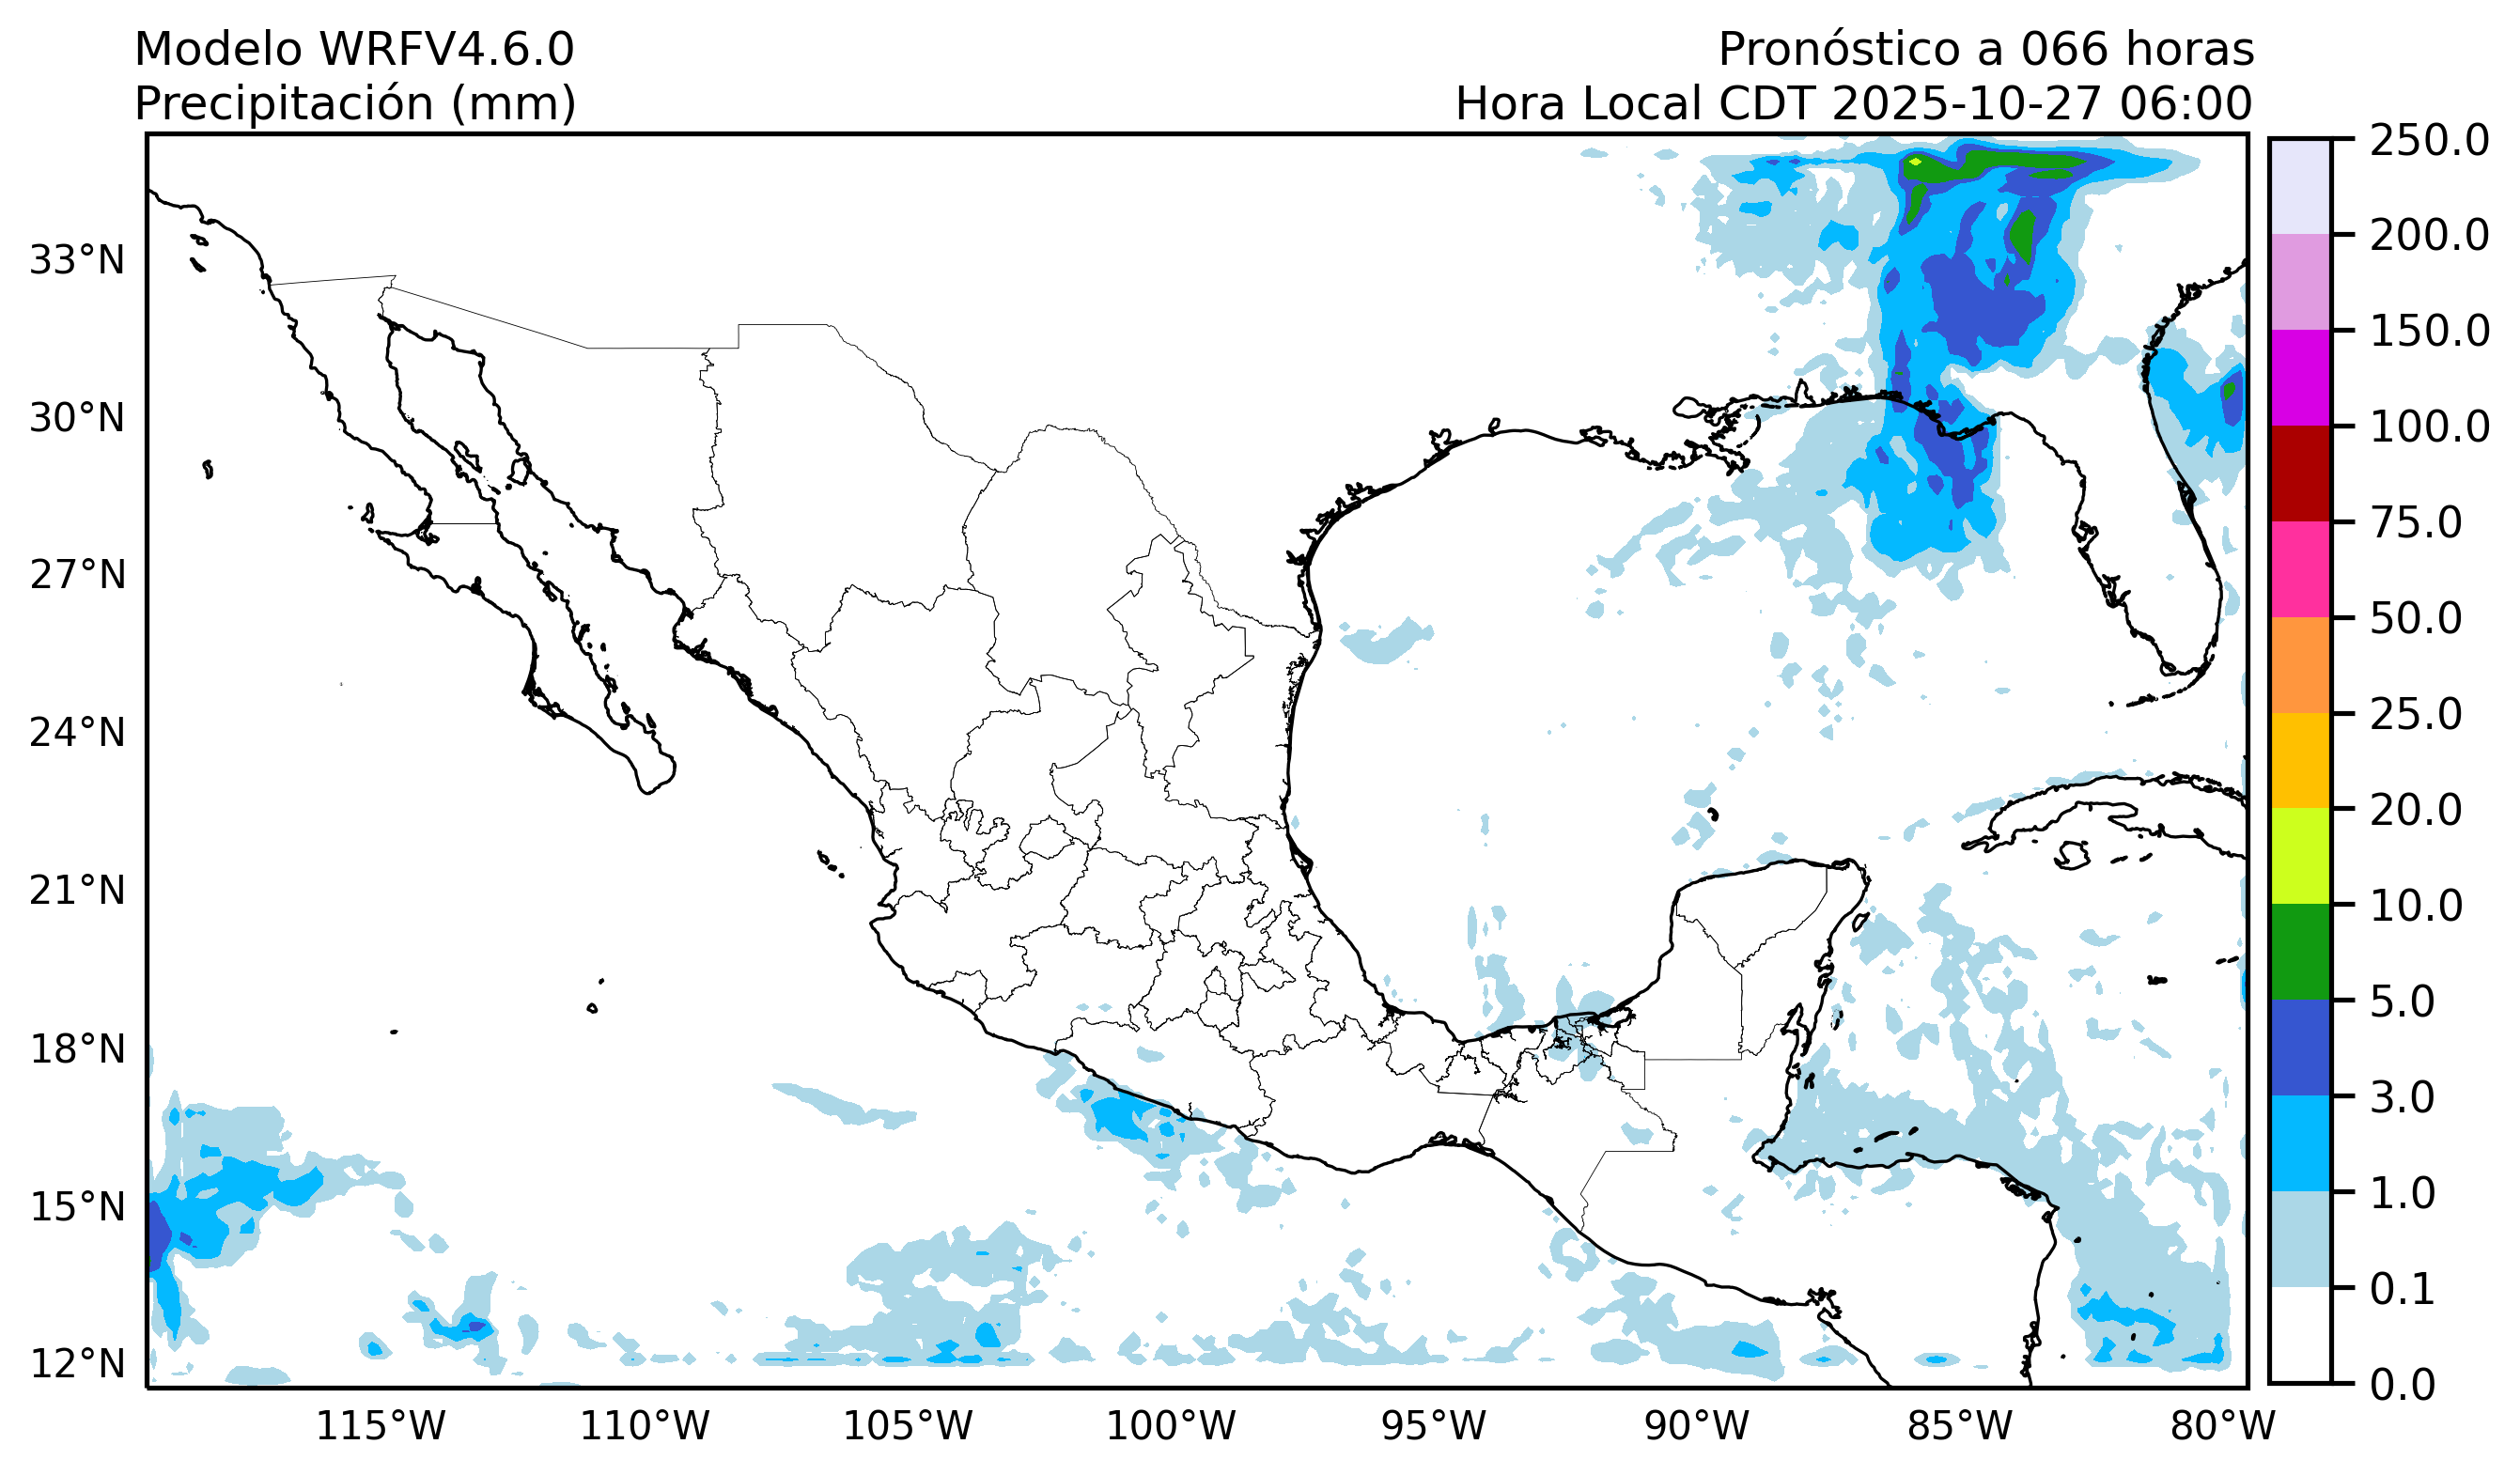 Modelo WRFV4.6.0
Precipitación (mm)
Pronóstico a 066 horas
Hora Local CDT 2025-10-27 06:00
33°N
30°N
27°N
24°N
21°N
18°N
15°N
12°N
115°W
110°W
105°W
100°W
95°W
90°W
85°W
80°W
250.0
200.0
150.0
100.0
75.0
50.0
25.0
20.0
10.0
5.0
3.0
1.0
0.1
0.0